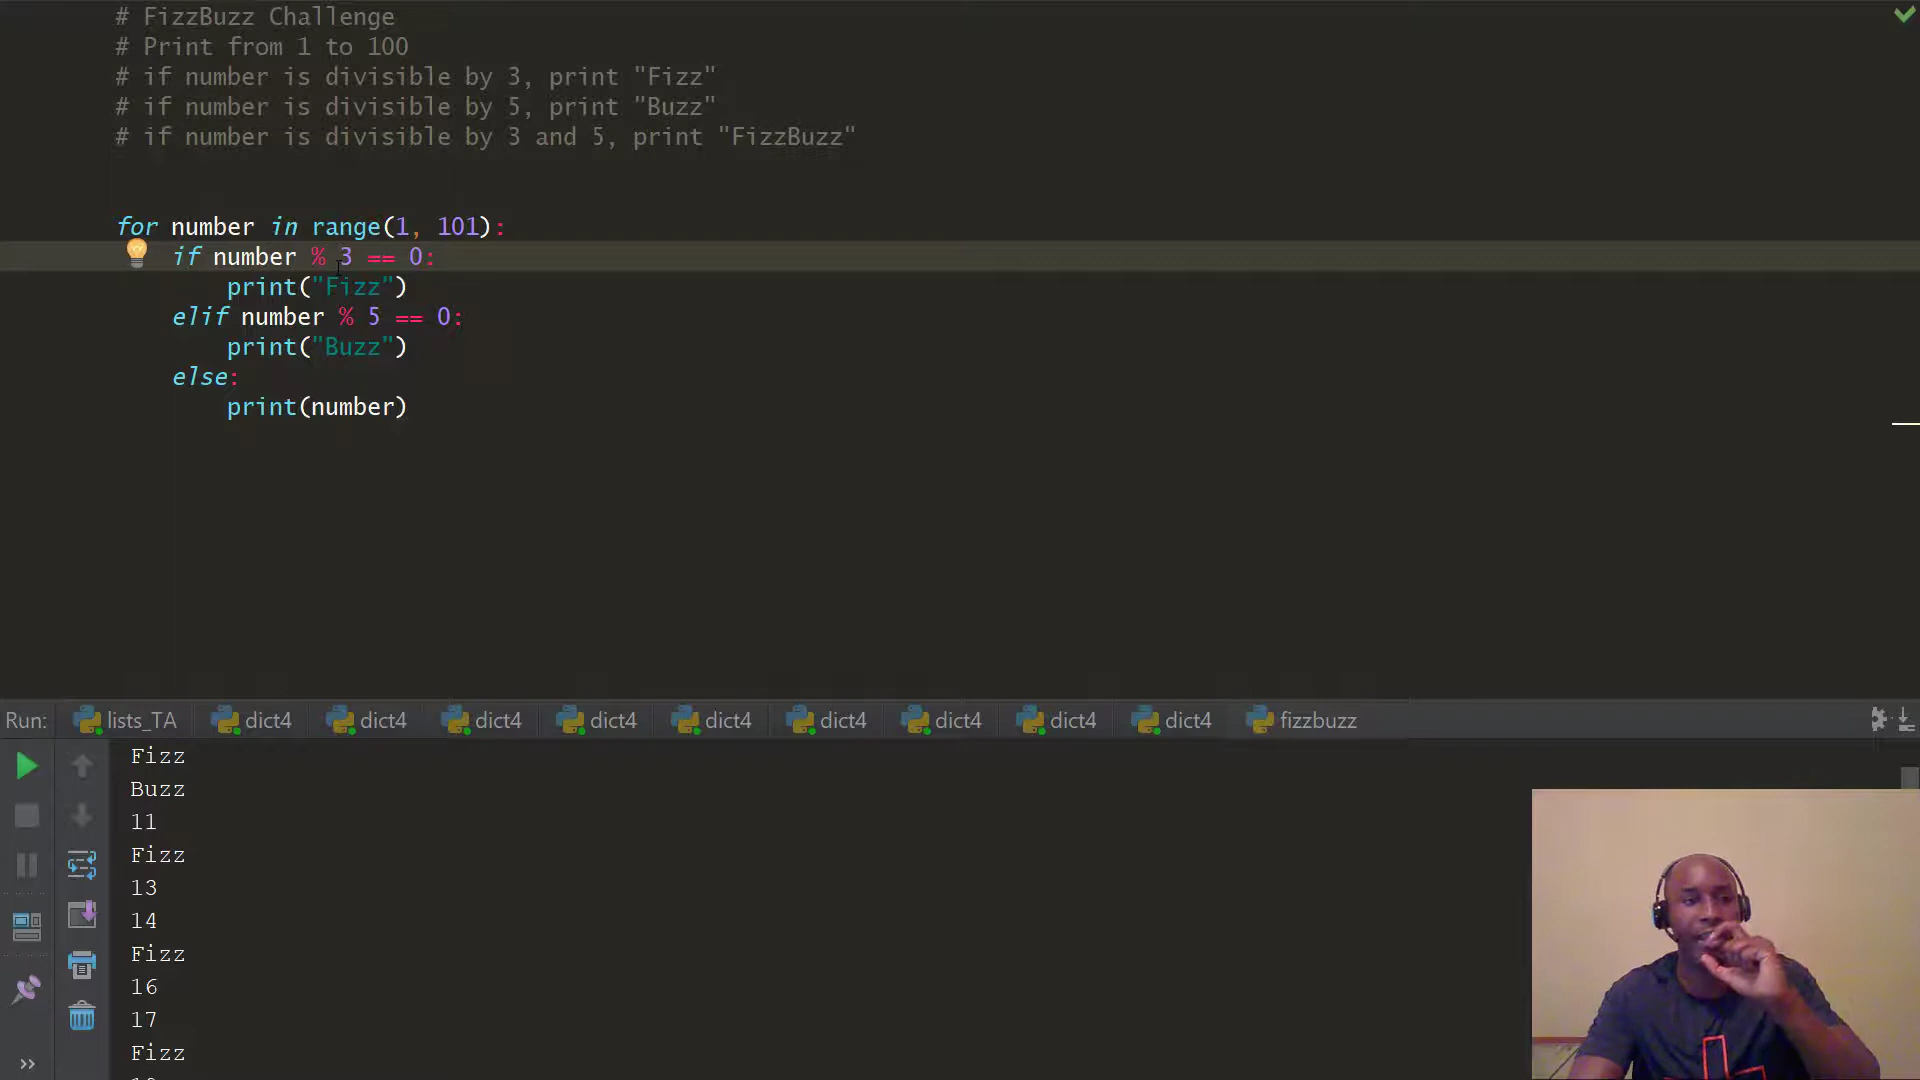 # FizzBuzz Challenge
# Print from 1 to 100
# if number is divisible by 3, print "Fizz"
# if number is divisible by 5, print "Buzz"
# if number is divisible by 3 and 5, print "FizzBuzz"
for number in range(1, 101):
if number % 3 == 0:
print("Fizz")
elif number % 5 == 0:
print("Buzz")
else:
print(number)
Run: lists_TA dict4 dict4 dict4 dict4 dict4 dict4 dict4 dict4 dict4 fizzbuzz
Fizz
Buzz
11
Fizz
13
14
Fizz
16
17
Fizz